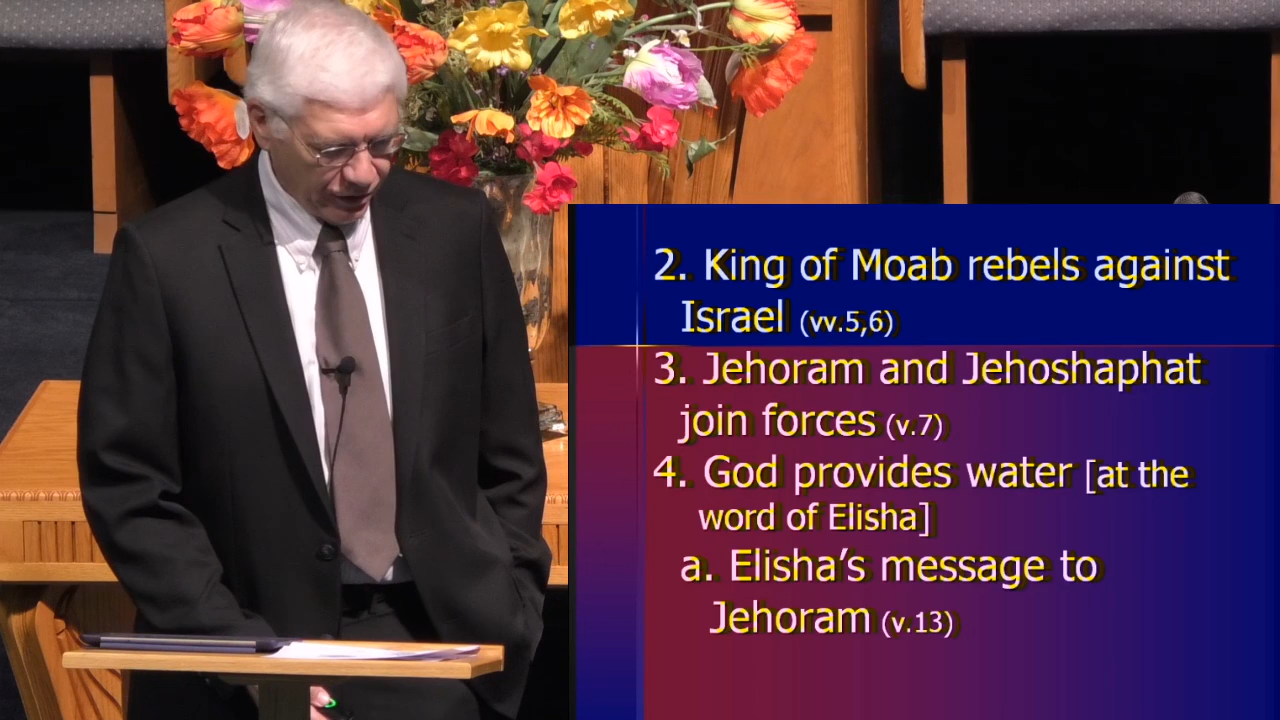 2. King of Moab rebels against
Israel (vv.5,6)
3. Jehoram and Jehoshaphat
join forces (v.7)
4. God provides water [at the
word of Elisha]
a. Elisha’s message to
Jehoram (v.13)